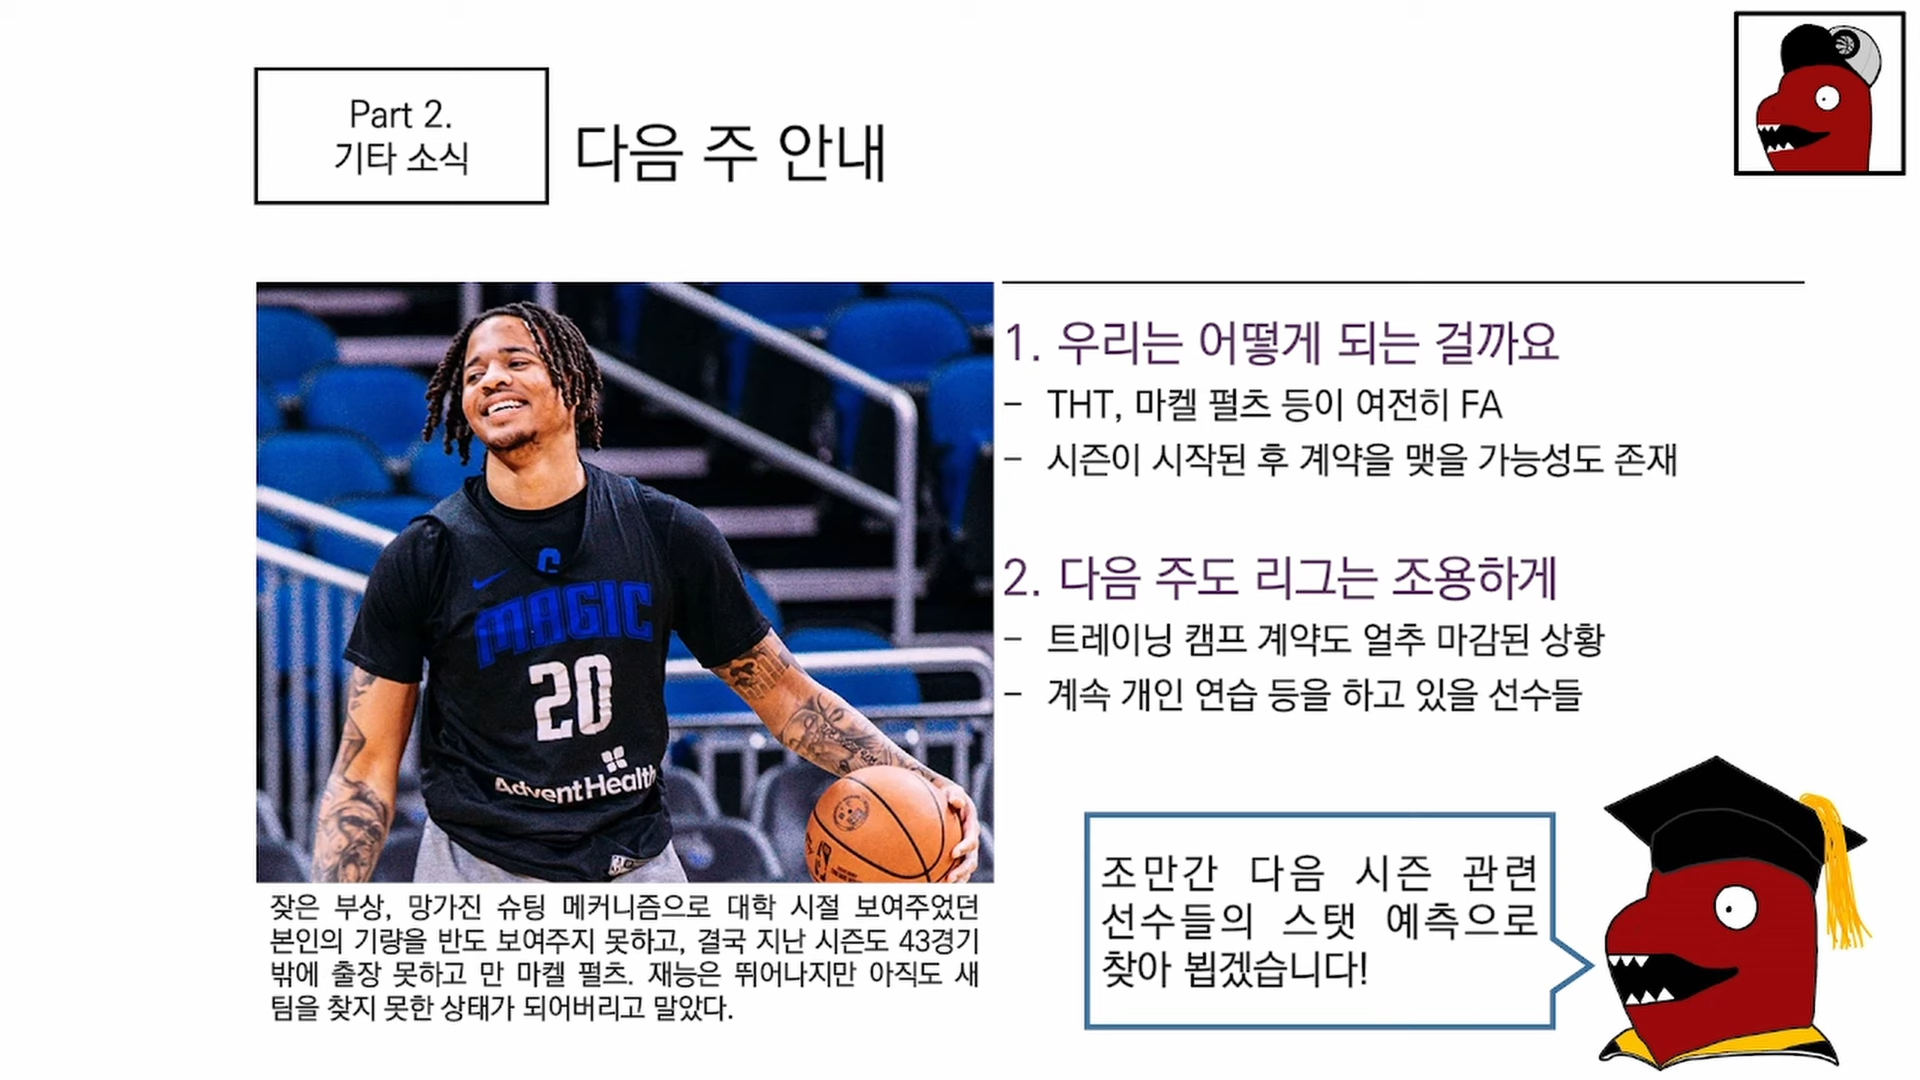 Part 2.
기타 소식
다음 주 안내
1. 우리는 어떻게 되는 걸까요
- THT, 마켈 펄츠 등이 여전히 FA
- 시즌이 시작된 후 계약을 맺을 가능성도 존재
2. 다음 주도 리그는 조용하게
- 트레이닝 캠프 계약도 얼추 마감된 상황
- 계속 개인 연습 등을 하고 있을 선수들
MAGIC
20
AdventHealth
잦은 부상, 망가진 슈팅 메커니즘으로 대학 시절 보여주었던
본인의 기량을 반도 보여주지 못하고, 결국 지난 시즌도 43경기
밖에 출장 못하고 만 마켈 펄츠. 재능은 뛰어나지만 아직도 새
팀을 찾지 못한 상태가 되어버리고 말았다.
조만간 다음 시즌 관련
선수들의 스탯 예측으로
찾아 뵙겠습니다!